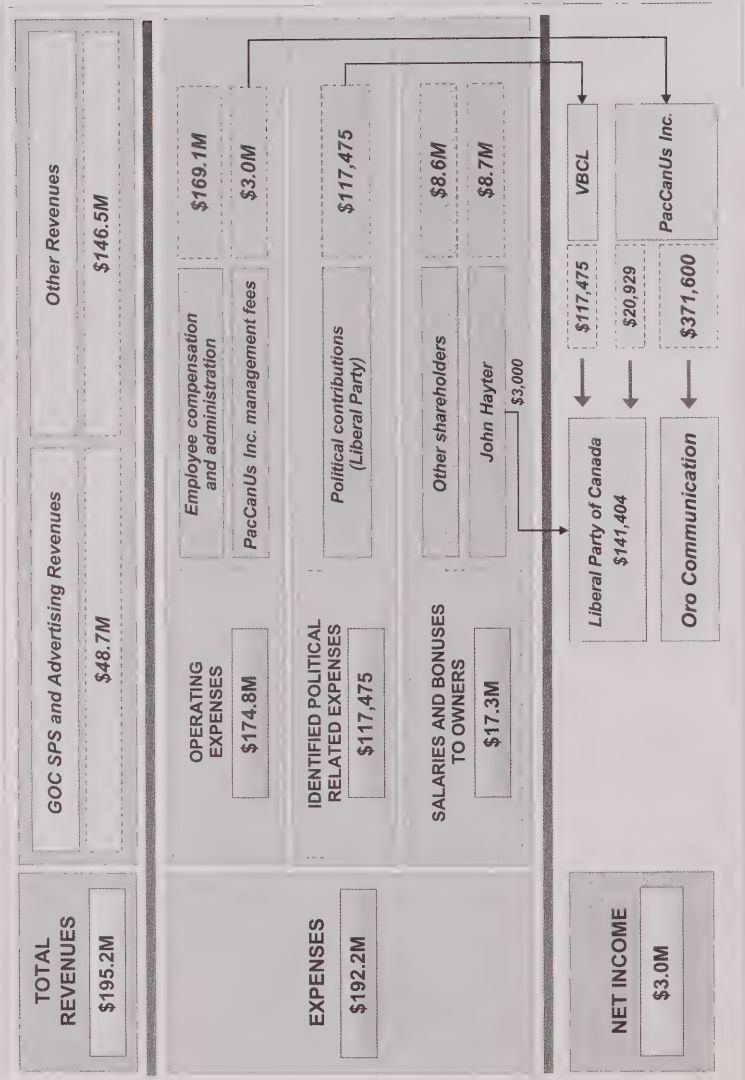 TOTAL
REVENUES
$195.2M
GOC SPS and Advertising Revenues
$48.7M
Other Revenues
$146.5M
EXPENSES
$192.2M
OPERATING
EXPENSES
$174.8M
Employee compensation
and administration
$169.1M
PacCanUs Inc. management fees
$3.0M
IDENTIFIED POLITICAL
RELATED EXPENSES
$117,475
Political contributions
(Liberal Party)
$117,475
SALARIES AND BONUSES
TO OWNERS
$17.3M
Other shareholders
$8.6M
John Hayter
$8.7M
$3,000
NET INCOME
$3.0M
Liberal Party of Canada
$141,404
$117,475
VBCL
$20,929
Oro Communication
$371,600
PacCanUs Inc.